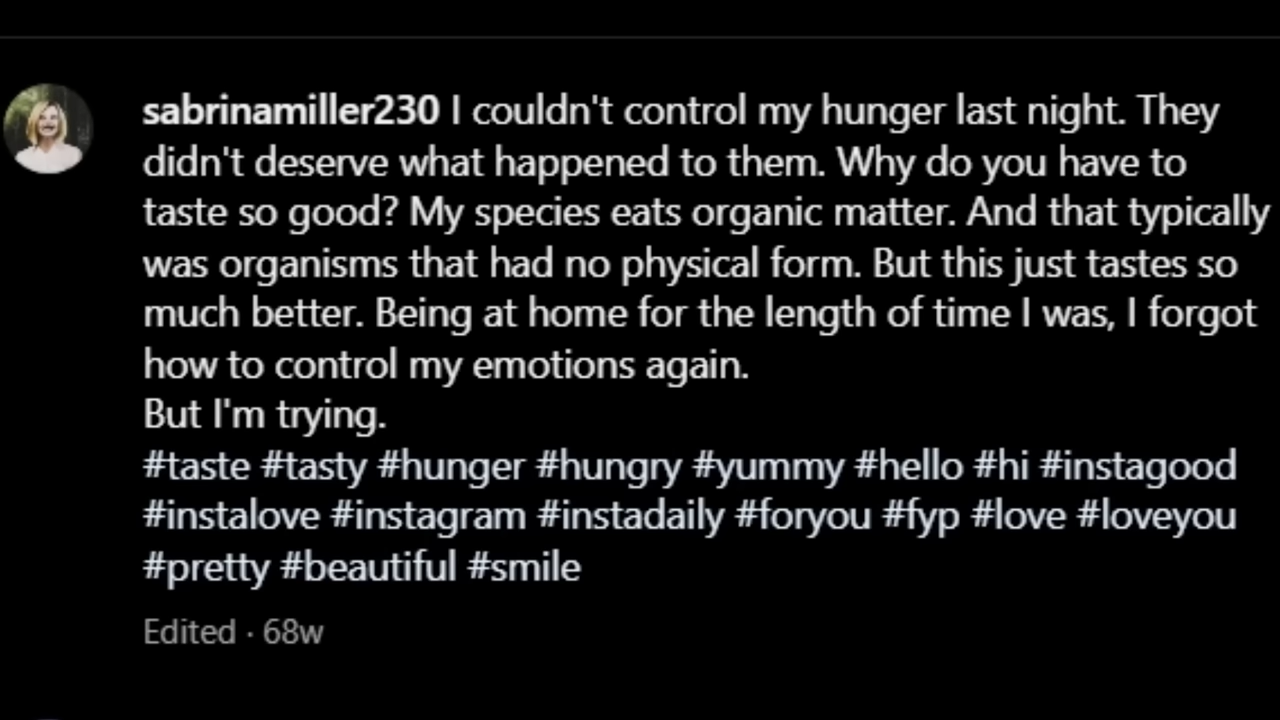 sabrinamiller230 I couldn't control my hunger last night. They
didn't deserve what happened to them. Why do you have to
taste so good? My species eats organic matter. And that typically
was organisms that had no physical form. But this just tastes so
much better. Being at home for the length of time I was, I forgot
how to control my emotions again.
But I'm trying.
#taste #tasty #hunger #hungry #yummy #hello #hi #instagood
#instalove #instagram #instadaily #foryou #fyp #love #loveyou
#pretty #beautiful #smile
Edited · 68w